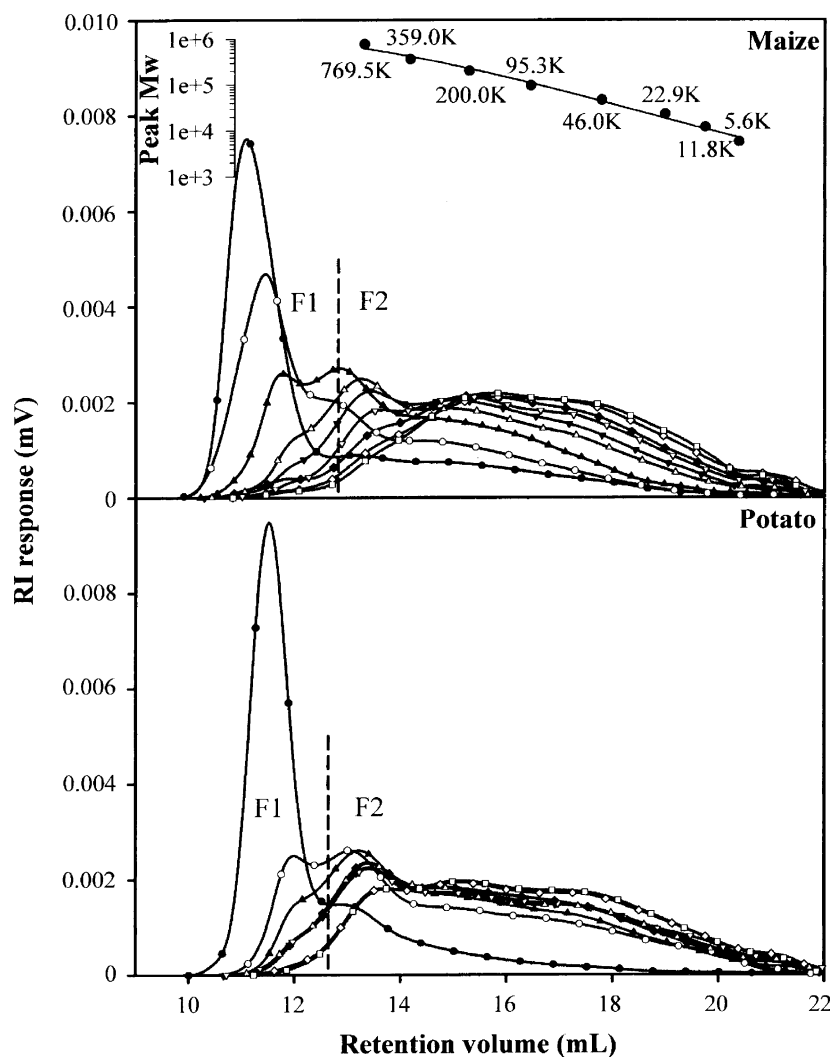 0.010
Maize
1e+6
359.0K
769.5K
95.3K
1e+5
200.0K
22.9K
5.6K
46.0K
11.8K
1e+4
1e+3
Peak Mw
0.008
0.006
0.004
F1 F2
0.002
0
Potato
0.008
0.006
0.004
F1 F2
0.002
0
RI response (mV)
10 12 14 16 18 20 22
Retention volume (mL)